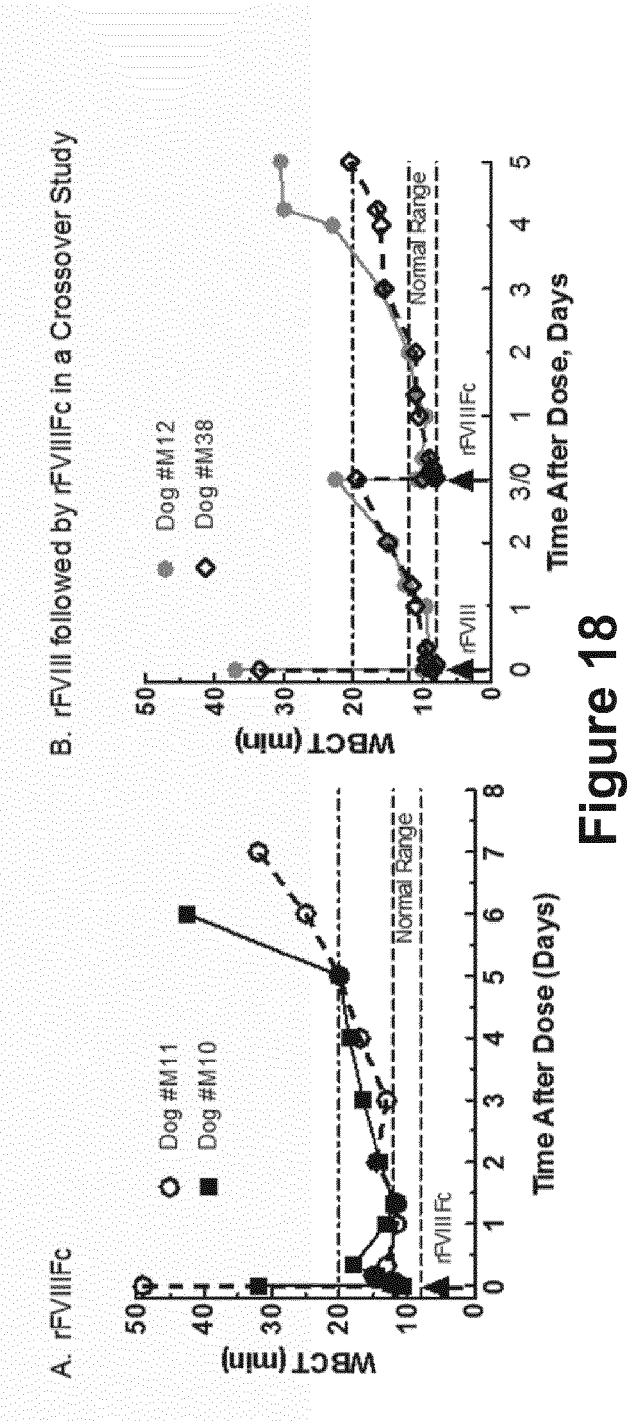 A. rFVIIIFc
Dog #M11
Dog #M10
WBCT (min)
50
40
30
20
10
0
Normal Range
rFVIIIFc
0 1 2 3 4 5 6 7 8
Time After Dose (Days)
B. rFVIII followed by rFVIIIFc in a Crossover Study
Dog #M12
Dog #M38
WBCT (min)
50
40
30
20
10
0
Normal Range
rFVIII
rFVIIIFc
0 1 2 3/0 1 2 3 4 5
Time After Dose, Days
Figure 18